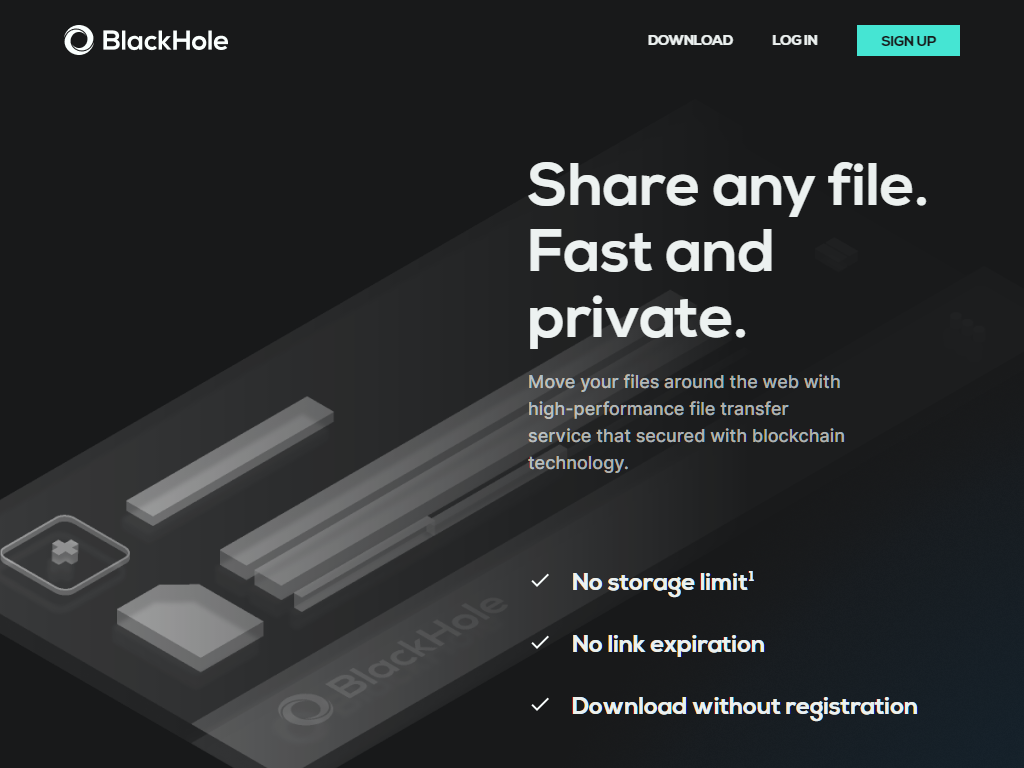 BlackHole
DOWNLOAD
LOG IN
SIGN UP
Share any file.
Fast and
private.
Move your files around the web with
high-performance file transfer
service that secured with blockchain
technology.
No storage limit¹
No link expiration
Download without registration
BlackHole